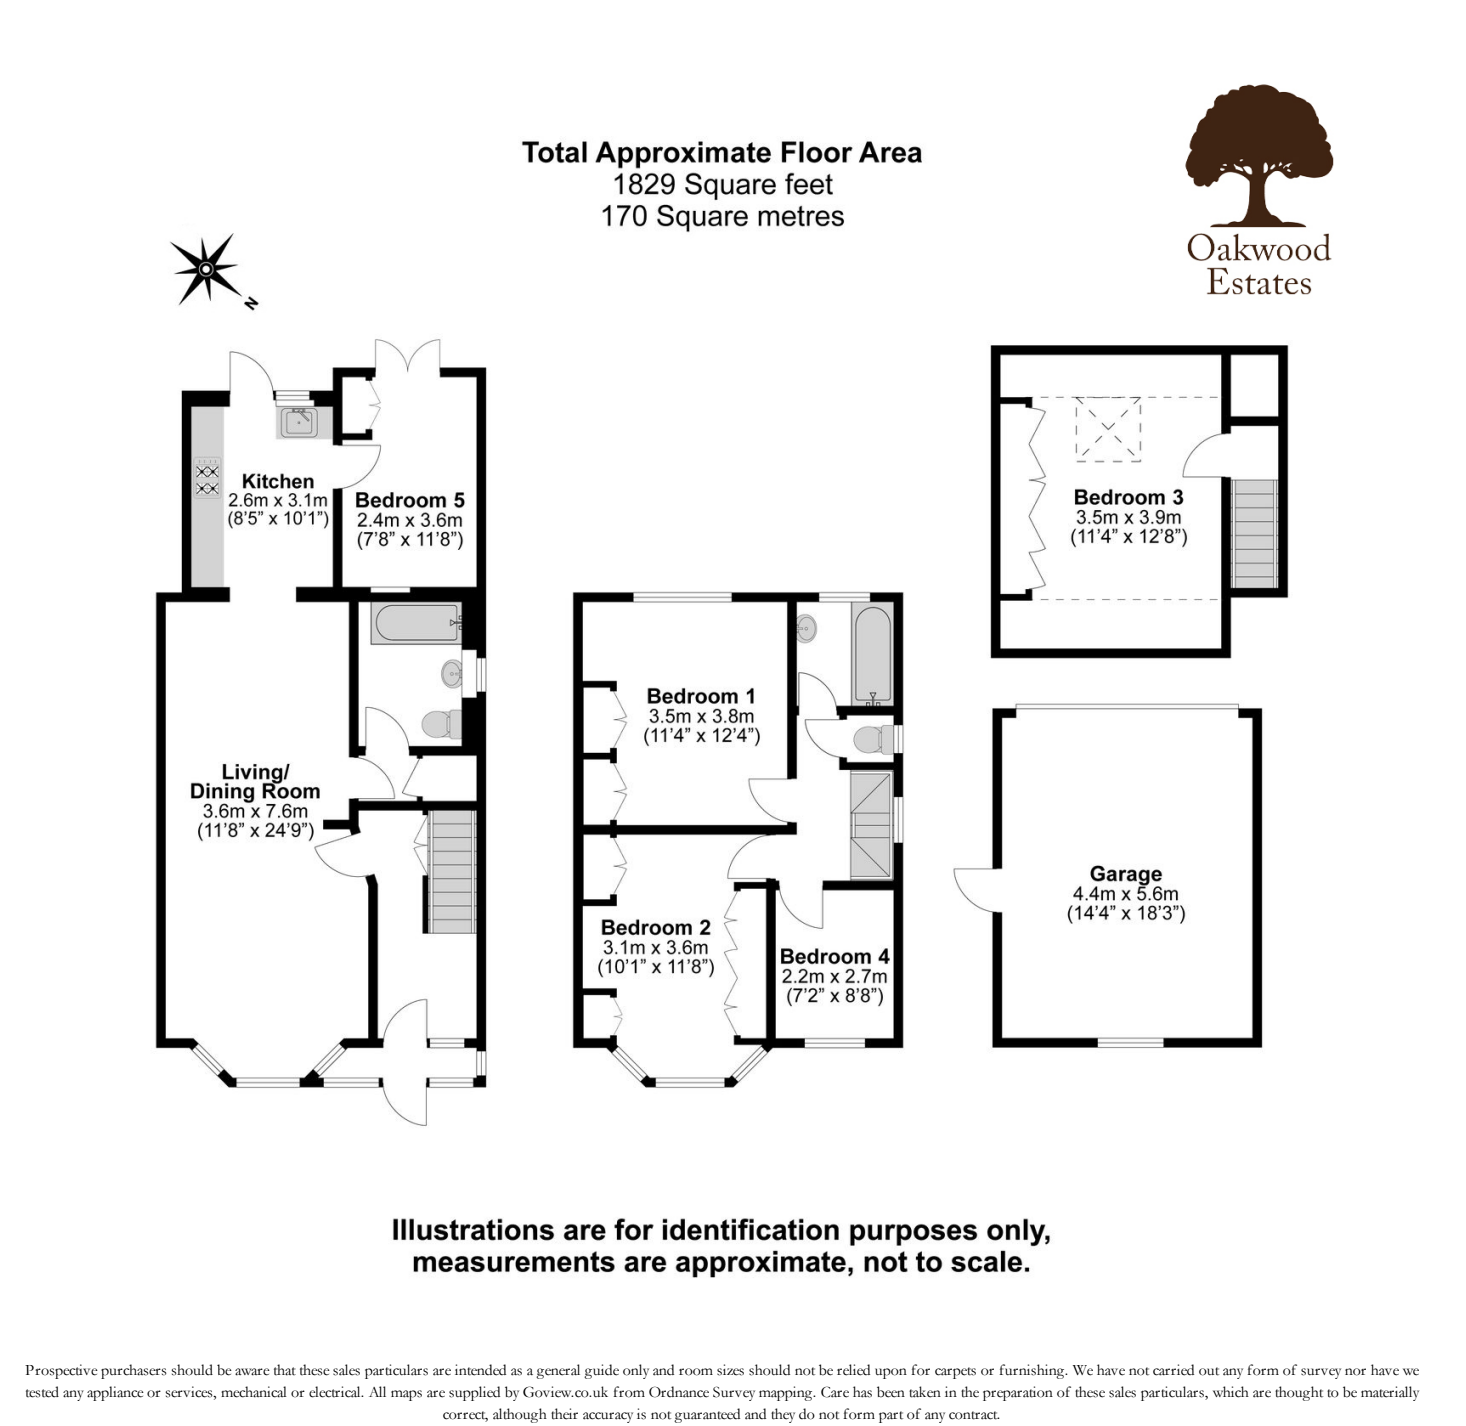 Total Approximate Floor Area
1829 Square feet
170 Square metres
Oakwood
Estates
N
Kitchen
2.6m x 3.1m
(8'5” x 10'1”)
Bedroom 5
2.4m x 3.6m
(7'8” x 11'8”)
Living/
Dining Room
3.6m x 7.6m
(11'8” x 24'9”)
Bedroom 1
3.5m x 3.8m
(11'4” x 12'4”)
Bedroom 2
3.1m x 3.6m
(10'1” x 11'8”)
Bedroom 4
2.2m x 2.7m
(7'2” x 8'8”)
Bedroom 3
3.5m x 3.9m
(11'4” x 12'8”)
Garage
4.4m x 5.6m
(14'4” x 18'3”)
Illustrations are for identification purposes only,
measurements are approximate, not to scale.
Prospective purchasers should be aware that these sales particulars are intended as a general guide only and room sizes should not be relied upon for carpets or furnishing. We have not carried out any form of survey nor have we
tested any appliance or services, mechanical or electrical. All maps are supplied by Goview.co.uk from Ordnance Survey mapping. Care has been taken in the preparation of these sales particulars, which are thought to be materially
correct, although their accuracy is not guaranteed and they do not form part of any contract.